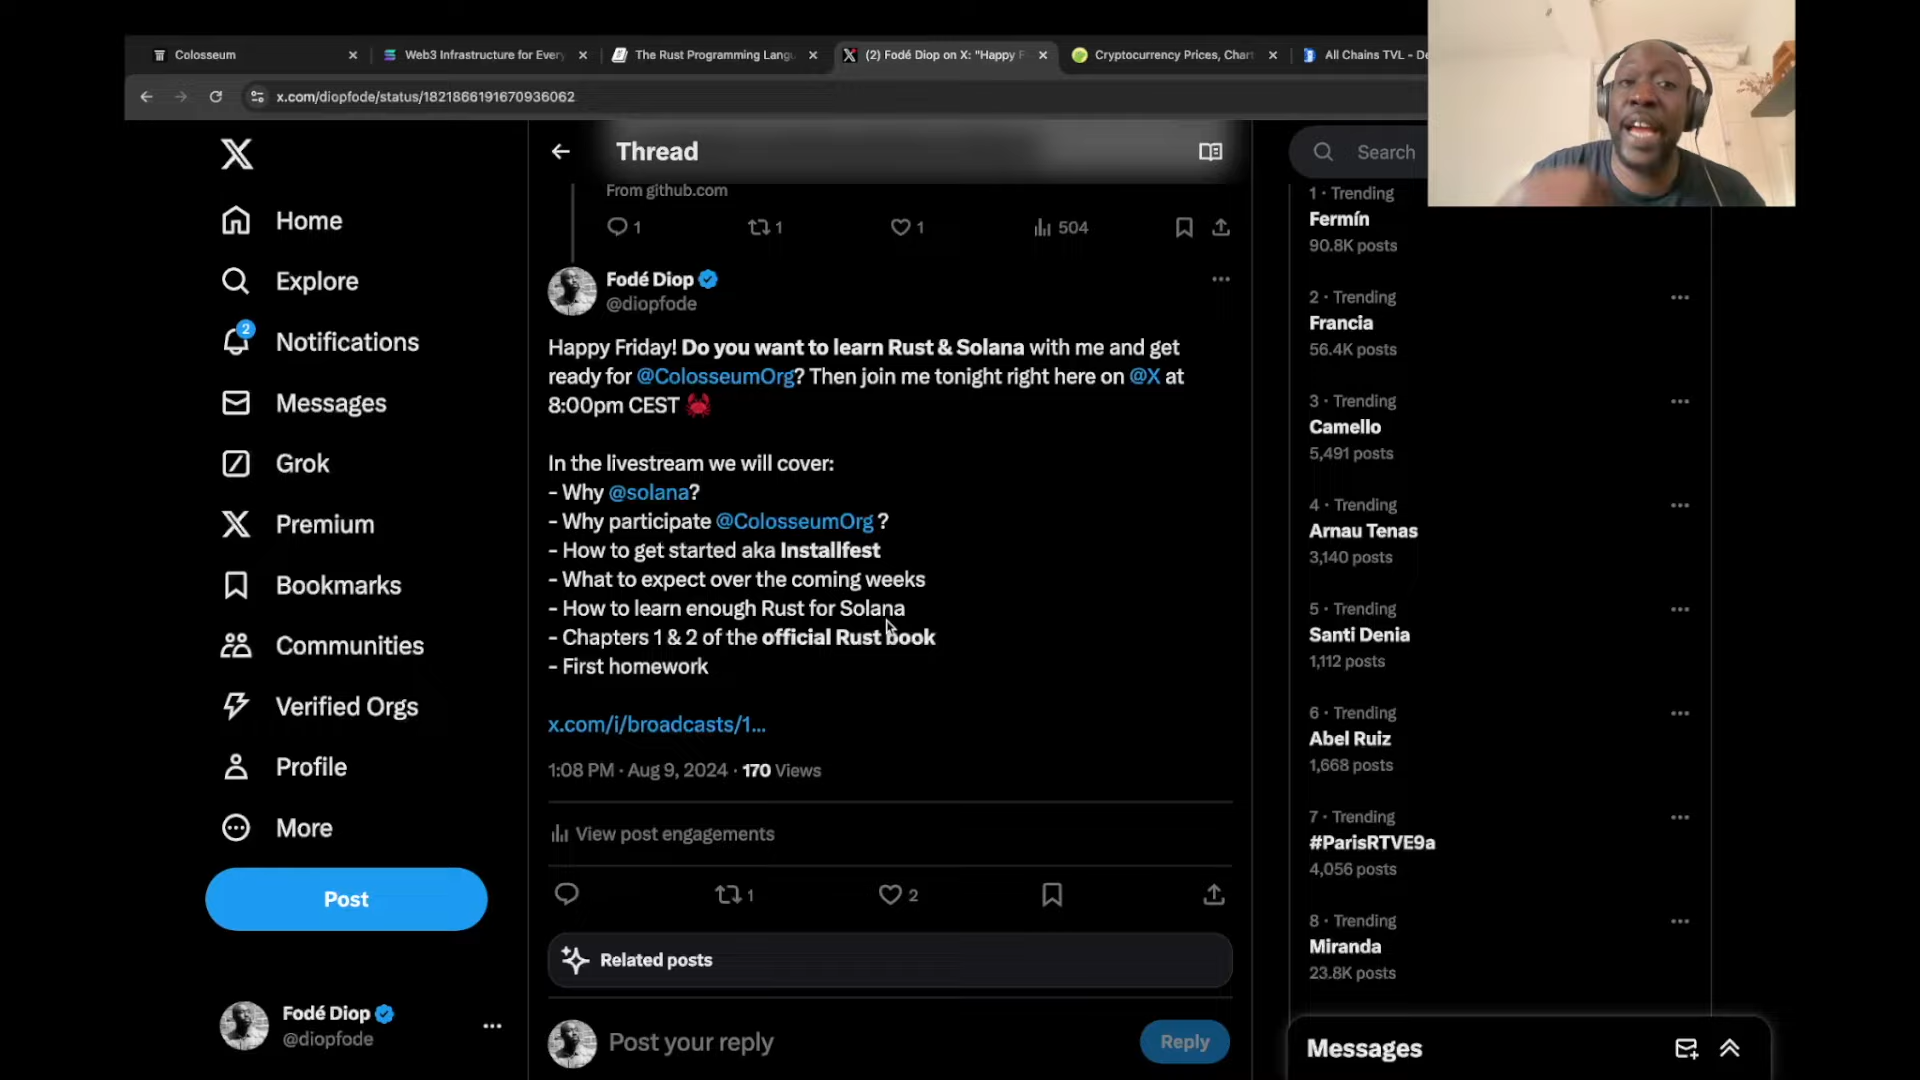 Colosseum
Web3 Infrastructure for Every
The Rust Programming Langu
(2) Fodé Diop on X: "Happy F
Cryptocurrency Prices, Chart
All Chains TVL - De
x.com/diopfode/status/1821866191670936062
Thread
Search
From github.com
1
1
1
504
Home
Explore
2
Notifications
Messages
Grok
Premium
Bookmarks
Communities
Verified Orgs
Profile
More
Post
Fodé Diop
@diopfode
Fodé Diop
@diopfode
Happy Friday! Do you want to learn Rust & Solana with me and get
ready for @ColosseumOrg? Then join me tonight right here on @X at
8:00pm CEST 🦀
In the livestream we will cover:
- Why @solana?
- Why participate @ColosseumOrg ?
- How to get started aka Installfest
- What to expect over the coming weeks
- How to learn enough Rust for Solana
- Chapters 1 & 2 of the official Rust book
- First homework
x.com/i/broadcasts/1...
1:08 PM · Aug 9, 2024 · 170 Views
View post engagements
1
2
Related posts
Post your reply
Reply
1 · Trending
Fermín
90.8K posts
2 · Trending
Francia
56.4K posts
3 · Trending
Camello
5,491 posts
4 · Trending
Arnau Tenas
3,140 posts
5 · Trending
Santi Denia
1,112 posts
6 · Trending
Abel Ruiz
1,668 posts
7 · Trending
#ParisRTVE9a
4,056 posts
8 · Trending
Miranda
23.8K posts
Messages